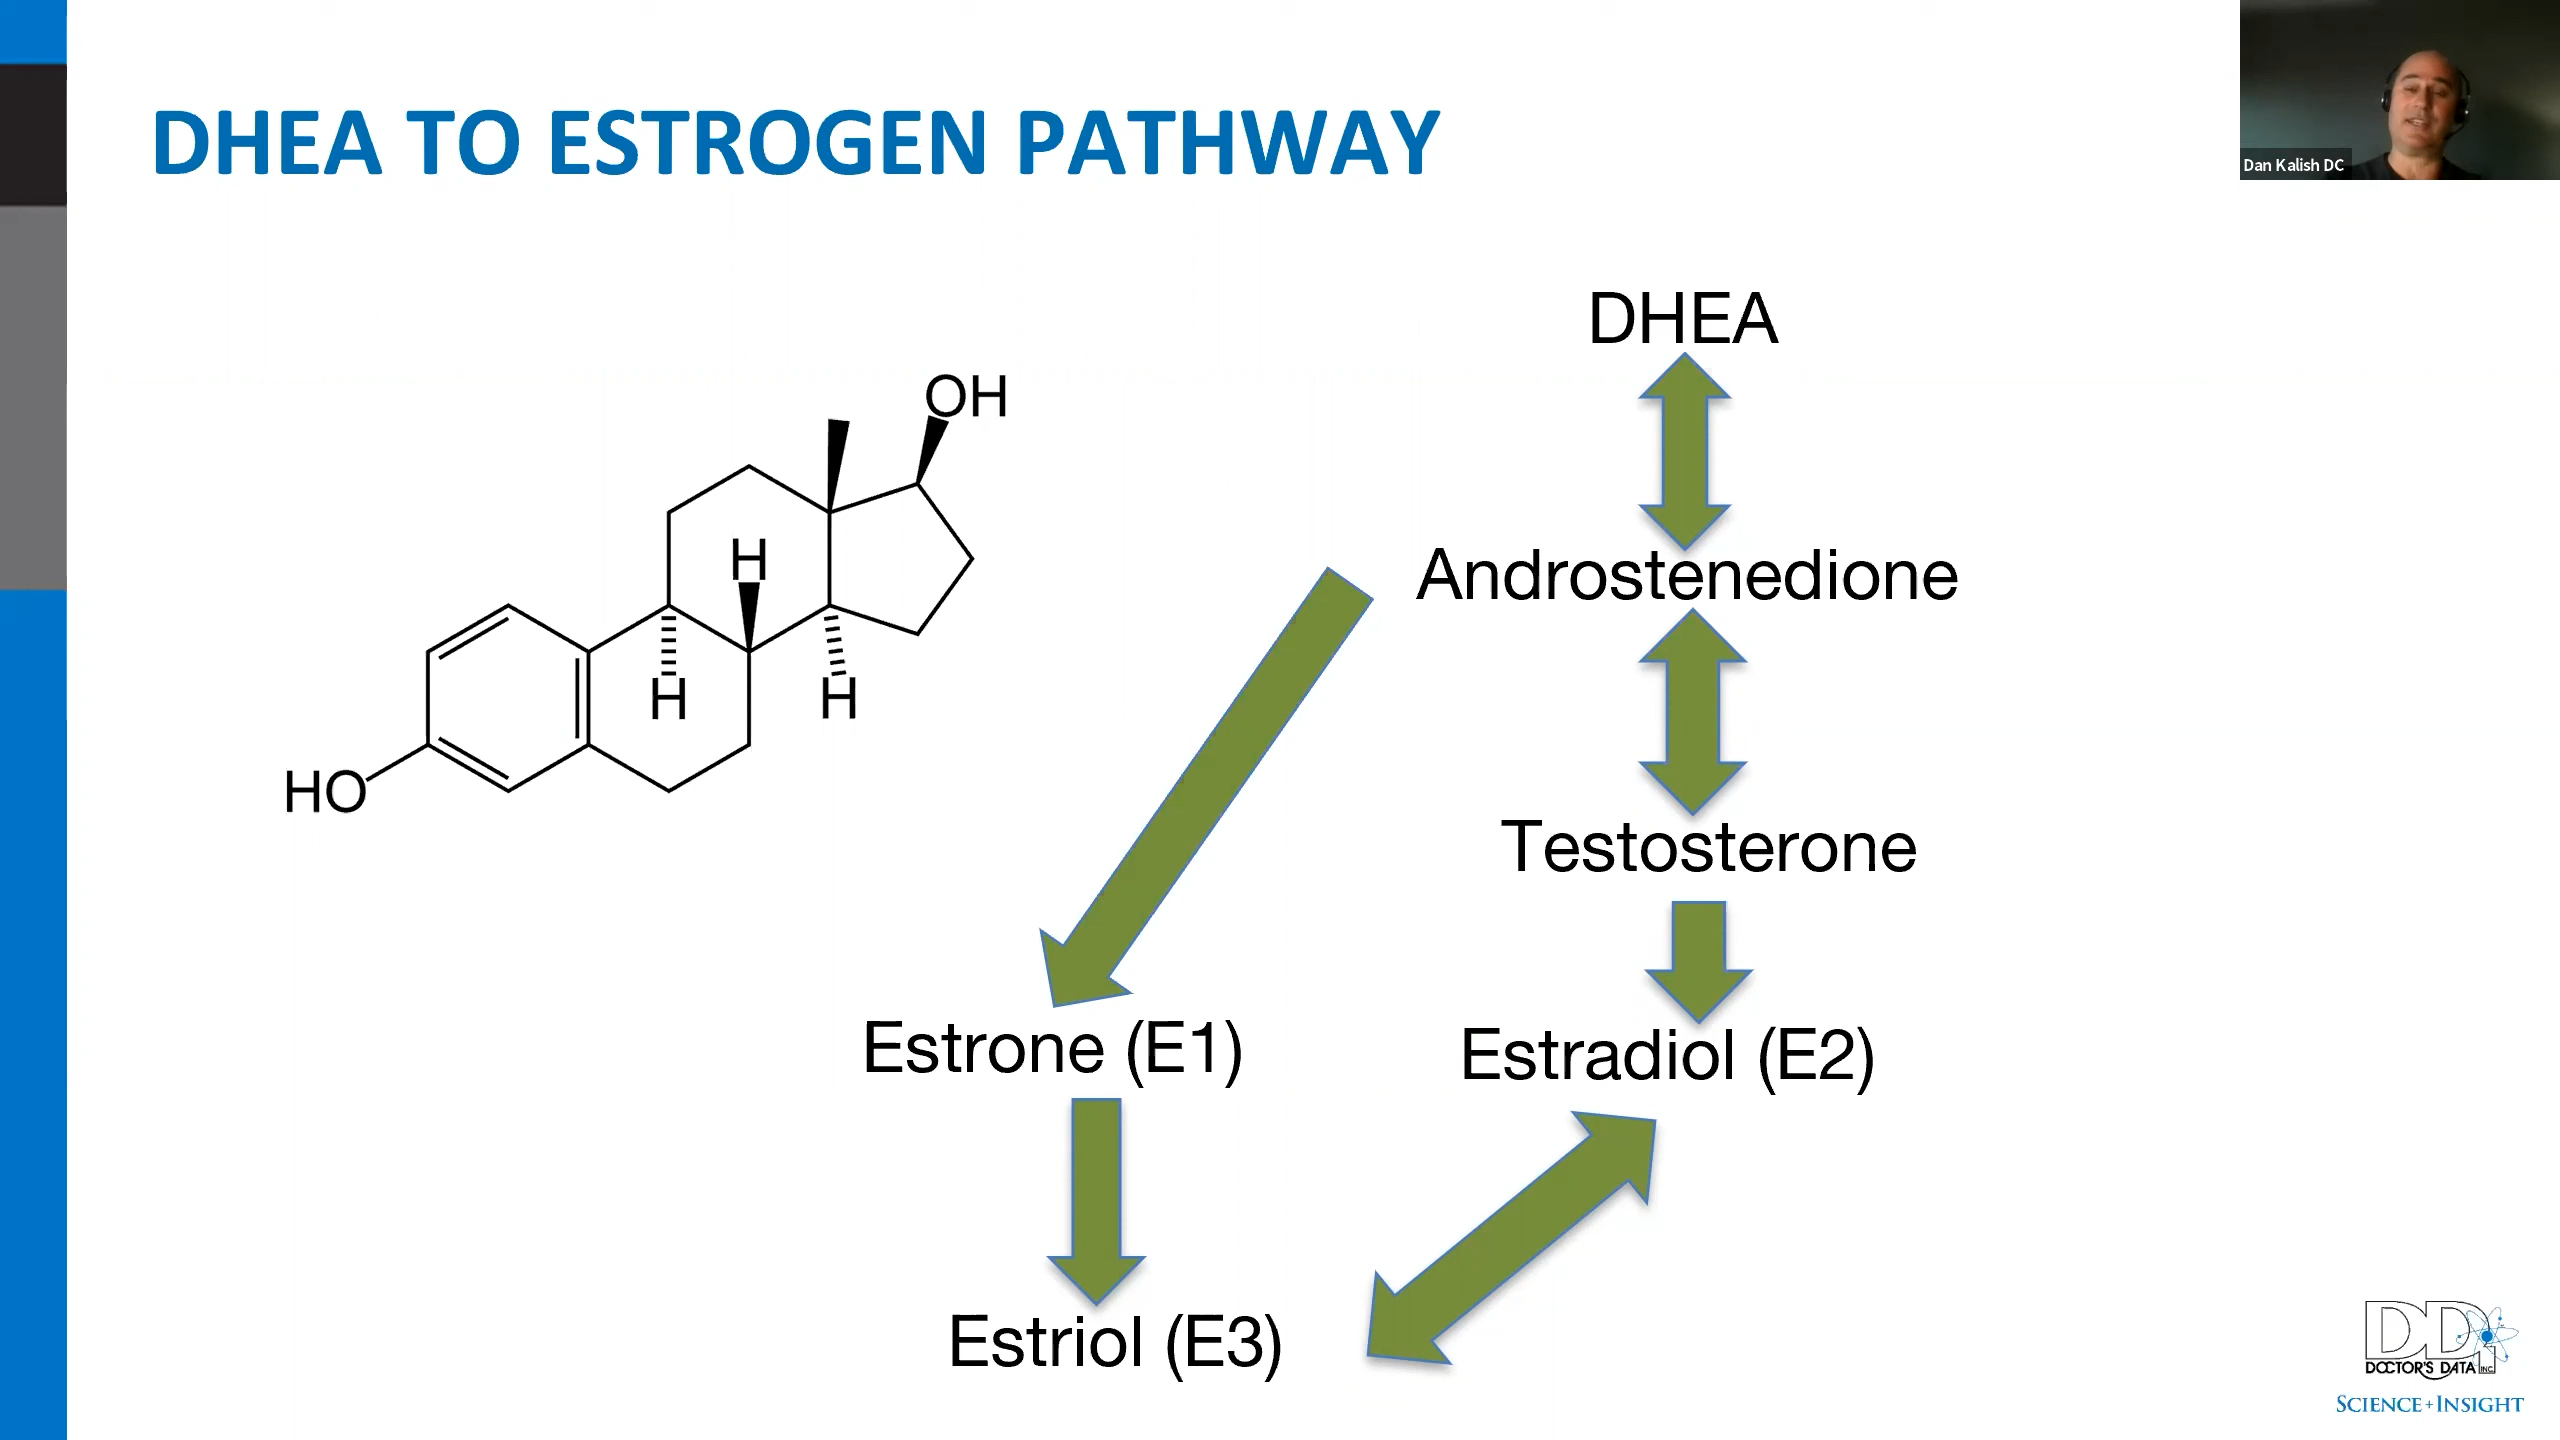 DHEA TO ESTROGEN PATHWAY
Dan Kalish DC
DHEA
OH
H
Androstenedione
H
H
HO
Testosterone
Estrone (E1)
Estradiol (E2)
Estriol (E3)
DDI
DOCTOR'S DATA INC.
SCIENCE+INSIGHT